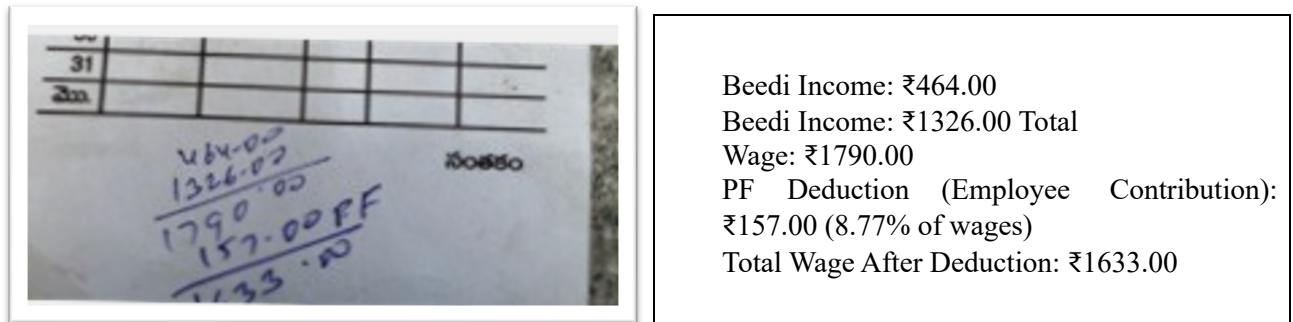 31
మొ.
సంతకం
464-00
1326-00
1790.00
157.00 PF
1633.00
Beedi Income: ₹464.00
Beedi Income: ₹1326.00 Total
Wage: ₹1790.00
PF Deduction (Employee Contribution):
₹157.00 (8.77% of wages)
Total Wage After Deduction: ₹1633.00